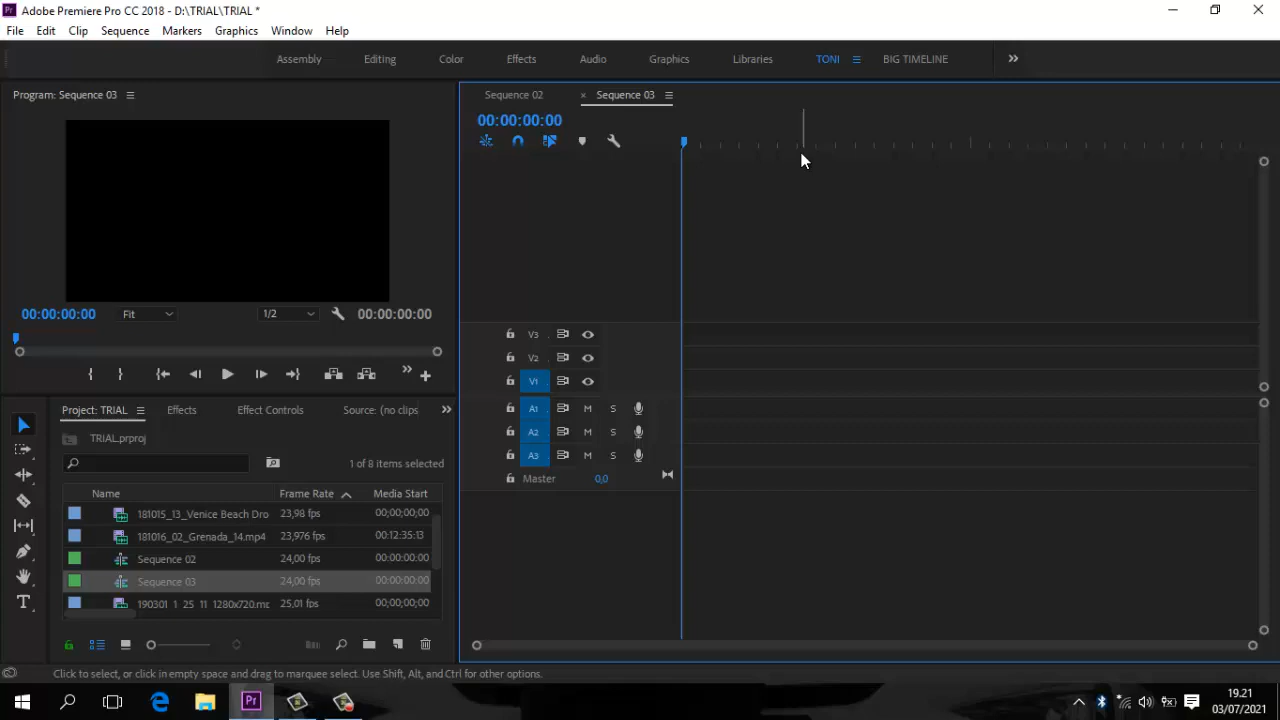 Pr Adobe Premiere Pro CC 2018 - D:\TRIAL\TRIAL *
File Edit Clip Sequence Markers Graphics Window Help
Assembly Editing Color Effects Audio Graphics Libraries TONI BIG TIMELINE
Program: Sequence 03
Sequence 02 × Sequence 03
00:00:00:00
00:00:00:00 Fit 1/2 00:00:00:00
V3
V2
V1
A1 M S
A2 M S
A3 M S
Master 0,0
Project: TRIAL Effects Effect Controls Source: (no clips
TRIAL.prproj
1 of 8 items selected
Name Frame Rate Media Start
181015_13_Venice Beach Dro 23,98 fps 00;00;00;00
181016_02_Grenada_14.mp4 23,976 fps 00:12:35:13
Sequence 02 24,00 fps 00:00:00:00
Sequence 03 24,00 fps 00:00:00:00
190301_1_25_11_1280x720.mp 25,01 fps 00;00;00;00
Click to select, or click in empty space and drag to marquee select. Use Shift, Alt, and Ctrl for other options.
Pr
19.21
03/07/2021